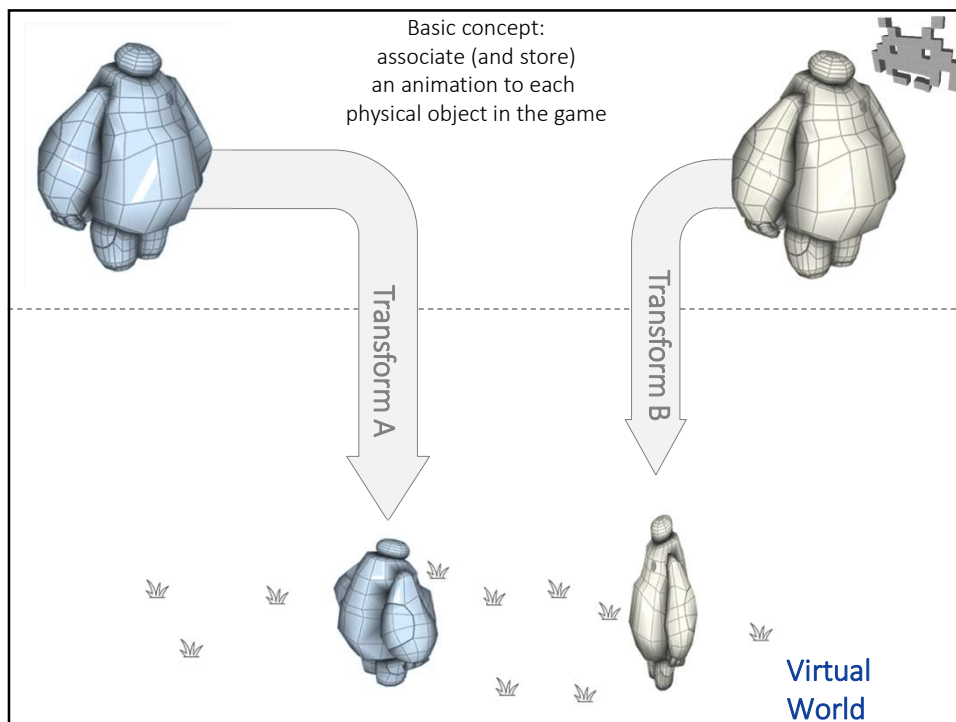 Basic concept:
associate (and store)
an animation to each
physical object in the game
Transform A
Transform B
Virtual
World